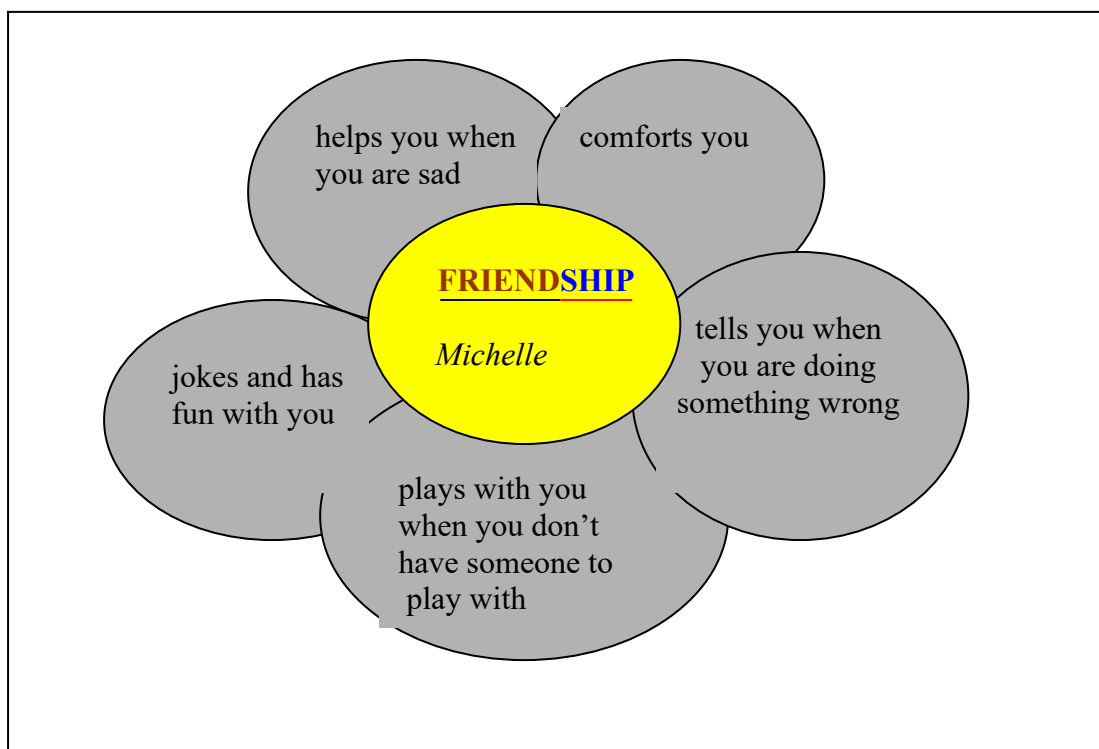 helps you when
you are sad
comforts you
FRIENDSHIP
Michelle
tells you when
you are doing
something wrong
jokes and has
fun with you
plays with you
when you don’t
have someone to
play with